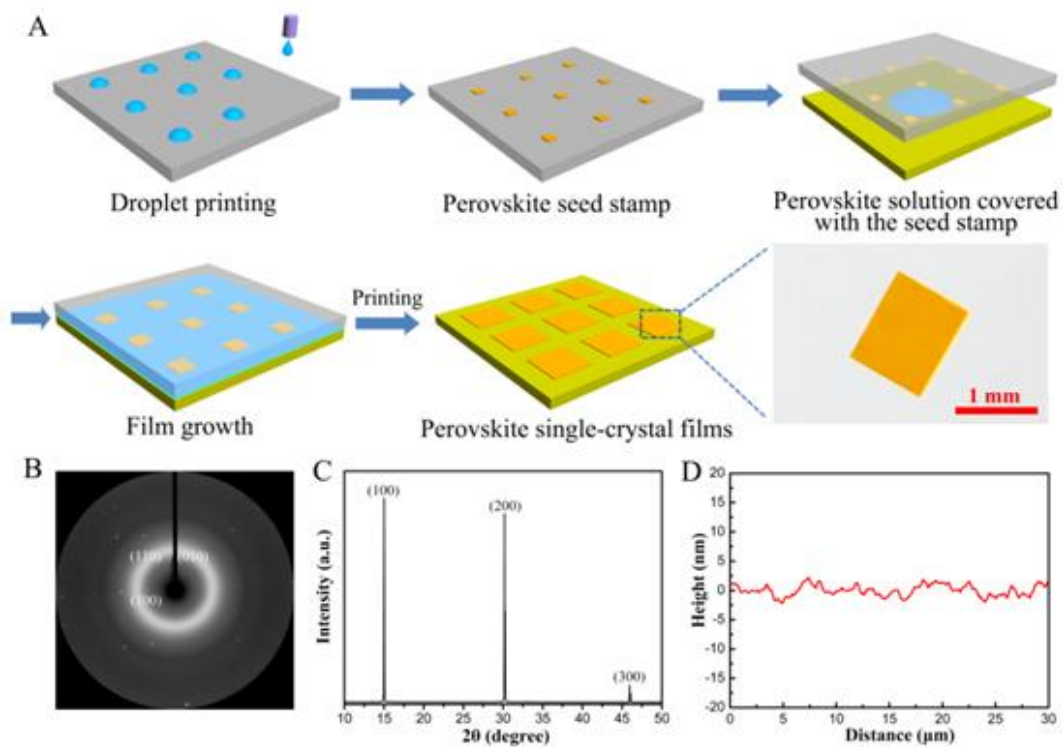 A
Droplet printing
Perovskite seed stamp
Perovskite solution covered
with the seed stamp
Printing
Film growth
Perovskite single-crystal films
1 mm
B
(110)
(010)
(100)
C
(100)
(200)
(300)
Intensity (a.u.)
10 15 20 25 30 35 40 45 50
2θ (degree)
D
20
15
10
5
0
-5
-10
-15
-20
Height (nm)
0 5 10 15 20 25 30
Distance (μm)